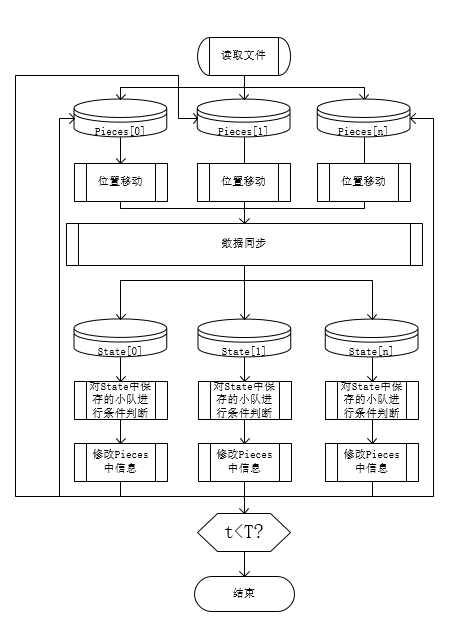 读取文件
Pieces[0]
Pieces[1]
Pieces[n]
位置移动
位置移动
位置移动
数据同步
State[0]
State[1]
State[n]
对State中保
存的小队进
行条件判断
对State中保
存的小队进
行条件判断
对State中保
存的小队进
行条件判断
修改Pieces
中信息
修改Pieces
中信息
修改Pieces
中信息
t<T?
结束